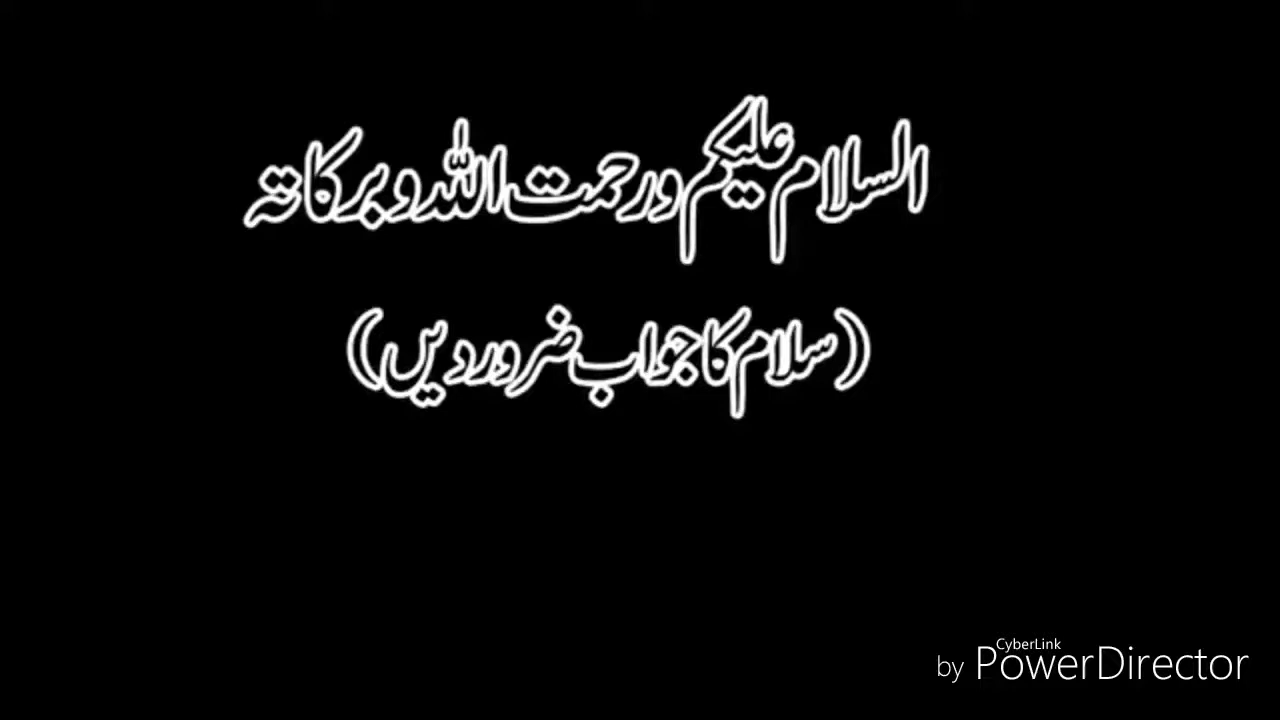 السلام علیکم ورحمت اللہ وبرکاتہ
(سلام کا جواب ضرور دیں)
CyberLink
by PowerDirector